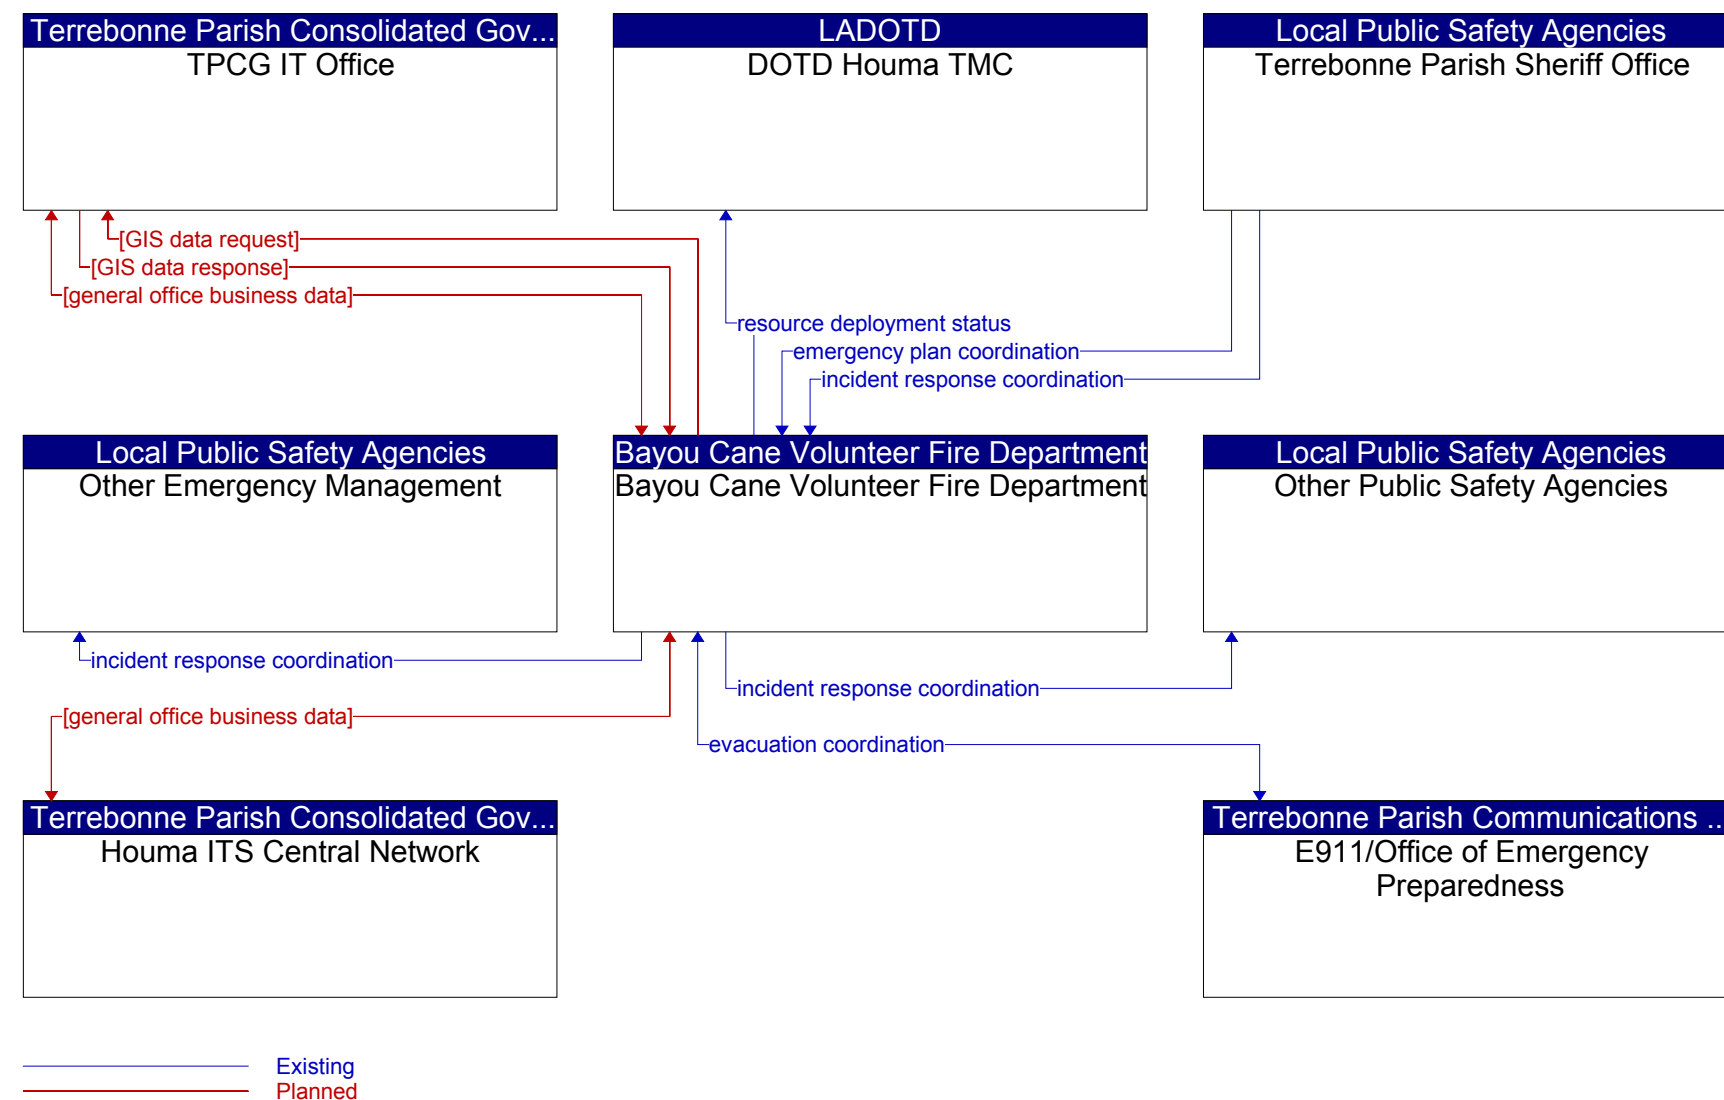 Terrebonne Parish Consolidated Gov...
TPCG IT Office
LADOTD
DOTD Houma TMC
Local Public Safety Agencies
Terrebonne Parish Sheriff Office
[GIS data request]
[GIS data response]
[general office business data]
resource deployment status
emergency plan coordination
incident response coordination
Local Public Safety Agencies
Other Emergency Management
Bayou Cane Volunteer Fire Department
Bayou Cane Volunteer Fire Department
Local Public Safety Agencies
Other Public Safety Agencies
incident response coordination
incident response coordination
[general office business data]
evacuation coordination
Terrebonne Parish Consolidated Gov...
Houma ITS Central Network
Terrebonne Parish Communications ..
E911/Office of Emergency
Preparedness
Existing
Planned